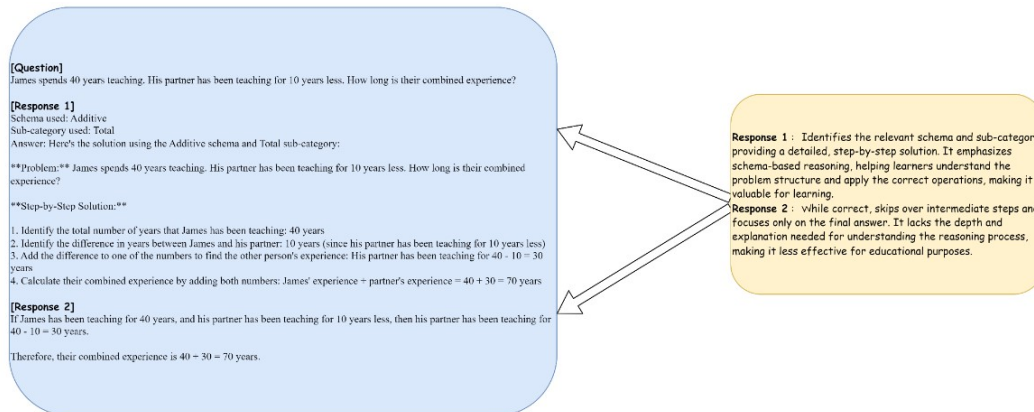 [Question]
James spends 40 years teaching. His partner has been teaching for 10 years less. How long is their combined experience?
[Response 1]
Schema used: Additive
Sub-category used: Total
Answer: Here's the solution using the Additive schema and Total sub-category:
**Problem:** James spends 40 years teaching. His partner has been teaching for 10 years less. How long is their combined
experience?
**Step-by-Step Solution:**
1. Identify the total number of years that James has been teaching: 40 years
2. Identify the difference in years between James and his partner: 10 years (since his partner has been teaching for 10 years less)
3. Add the difference to one of the numbers to find the other person's experience: His partner has been teaching for 40 - 10 = 30
years
4. Calculate their combined experience by adding both numbers: James' experience + partner's experience = 40 + 30 = 70 years
[Response 2]
If James has been teaching for 40 years, and his partner has been teaching for 10 years less, then his partner has been teaching for
40 - 10 = 30 years.
Therefore, their combined experience is 40 + 30 = 70 years.
Response 1 : Identifies the relevant schema and sub-categor
providing a detailed, step-by-step solution. It emphasizes
schema-based reasoning, helping learners understand the
problem structure and apply the correct operations, making it
valuable for learning.
Response 2 : While correct, skips over intermediate steps an
focuses only on the final answer. It lacks the depth and
explanation needed for understanding the reasoning process,
making it less effective for educational purposes.